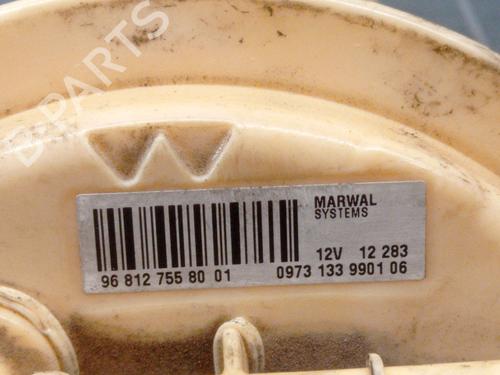 B-PARTS
MARWAL
SYSTEMS
12V 12 283
96 812 755 80 01
0973 133 9901 06